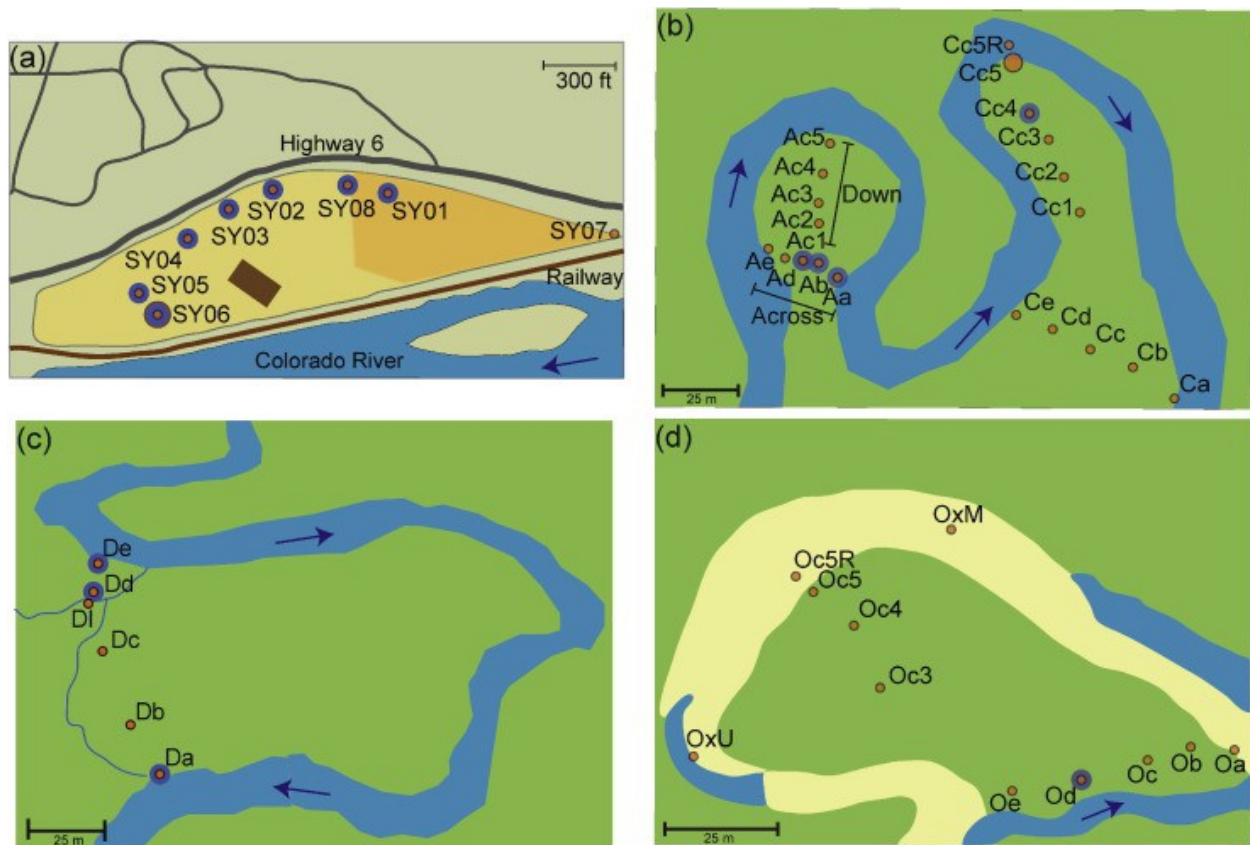 (a)
300 ft
Highway 6
SY02
SY08
SY01
SY03
SY07
SY04
SY05
Railway
SY06
Colorado River
(b)
Cc5R
Cc5
Cc4
Ac5
Cc3
Ac4
Down
Cc2
Ac3
Ac2
Cc1
Ac1
Ae
Ad
Ab
Aa
Across
Ce
Cd
Cc
Cb
Ca
25 m
(c)
De
Dd
DI
Dc
Db
Da
25 m
(d)
OxM
Oc5R
Oc5
Oc4
Oc3
OxU
Oe
Od
Oc
Ob
Oa
25 m